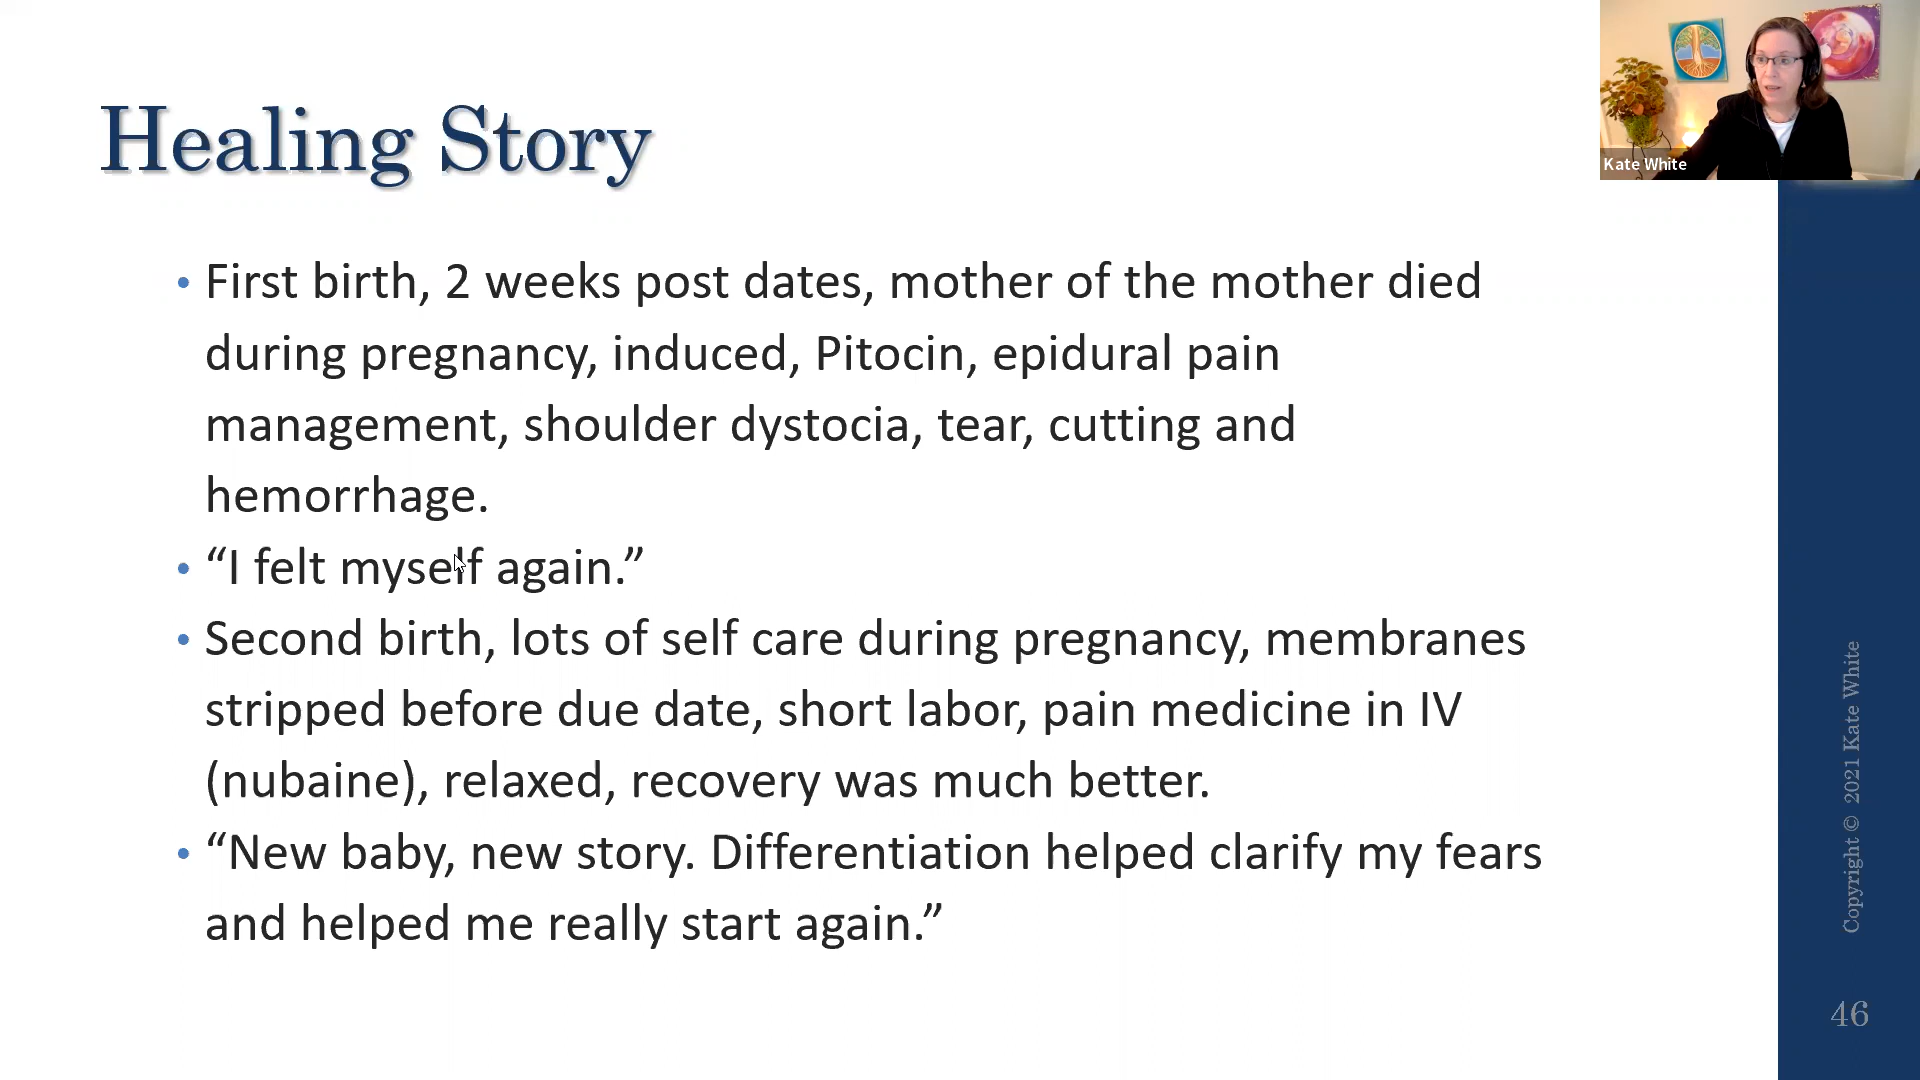 Healing Story
Kate White
• First birth, 2 weeks post dates, mother of the mother died
during pregnancy, induced, Pitocin, epidural pain
management, shoulder dystocia, tear, cutting and
hemorrhage.
• “I felt myself again.”
• Second birth, lots of self care during pregnancy, membranes
stripped before due date, short labor, pain medicine in IV
(nubaine), relaxed, recovery was much better.
• “New baby, new story. Differentiation helped clarify my fears
and helped me really start again.”
Copyright © 2021 Kate White
46